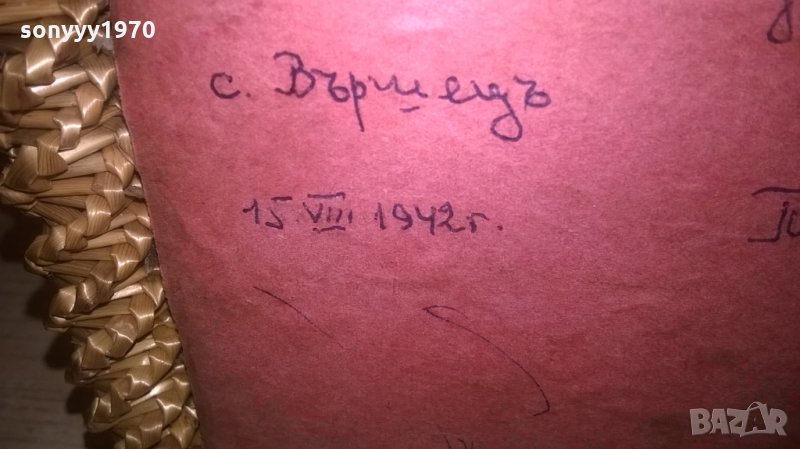 sonyyy1970
с. Вършецъ
15. VIII 1942 г.
BAZAR